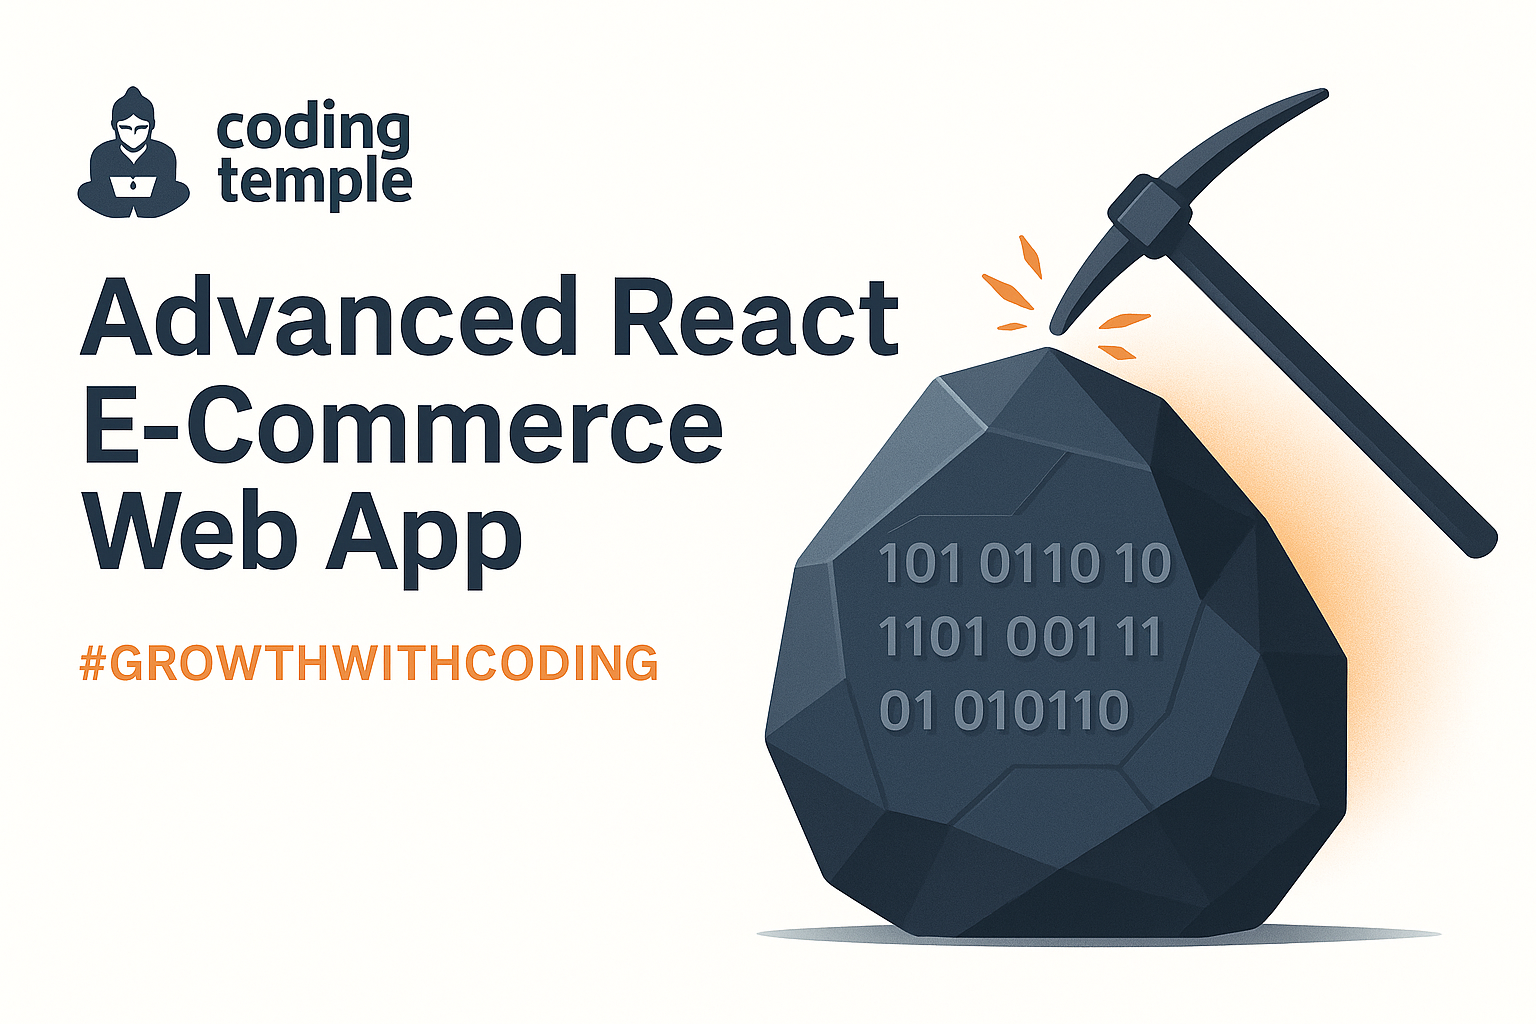 coding
temple
Advanced React
E-Commerce
Web App
#GROWTHWITHCODING
101 0110 10
1101 001 11
01 010110